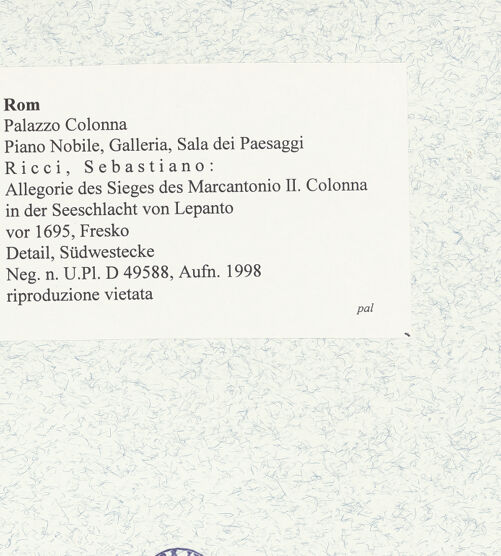 Rom
Palazzo Colonna
Piano Nobile, Galleria, Sala dei Paesaggi
Ricci, Sebastiano:
Allegorie des Sieges des Marcantonio II. Colonna
in der Seeschlacht von Lepanto
vor 1695, Fresko
Detail, Südwestecke
Neg. n. U.Pl. D 49588, Aufn. 1998
riproduzione vietata
pal